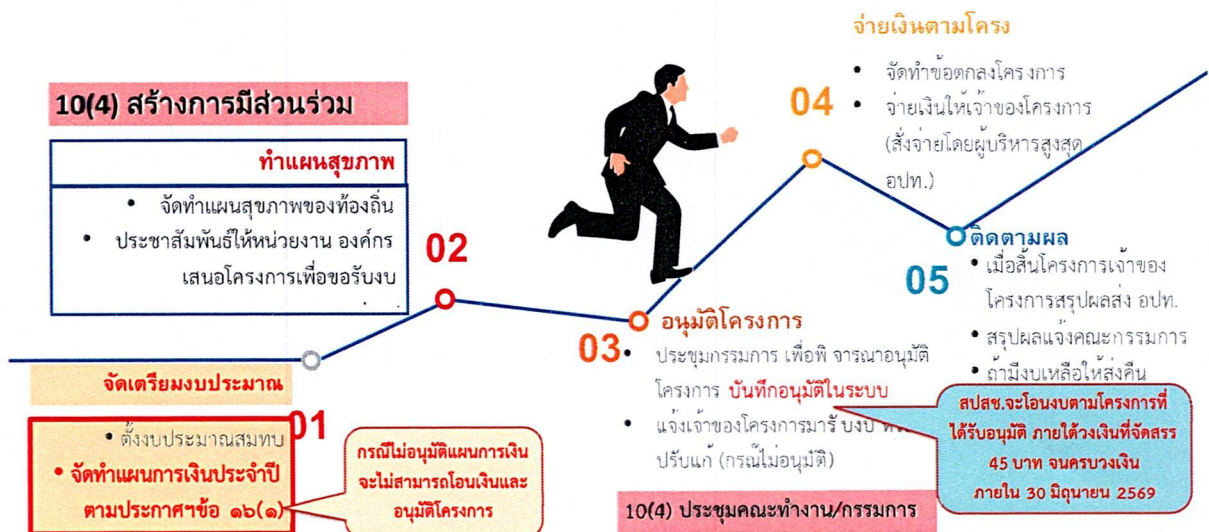 10(4) สร้างการมีส่วนร่วม
ทำแผนสุขภาพ
• จัดทำแผนสุขภาพของท้องถิ่น
• ประชาสัมพันธ์ให้หน่วยงาน องค์กร
เสนอโครงการเพื่อขอรับงบ
02
จัดเตรียมงบประมาณ
01
• ตั้งงบประมาณสมทบ
• จัดทำแผนการเงินประจำปี
ตามประกาศฯข้อ ๑๖(๑)
กรณีไม่อนุมัติแผนการเงิน
จะไม่สามารถโอนเงินและ
อนุมัติโครงการ
03
อนุมัติโครงการ
• ประชุมกรรมการ เพื่อพิ จารณาอนุมัติ
โครงการ บันทึกอนุมัติในระบบ
• แจ้งเจ้าของโครงการมารั บงบ
ปรับแก้ (กรณีไม่อนุมัติ)
10(4) ประชุมคณะทำงาน/กรรมการ
จ่ายเงินตามโครง
04
• จัดทำข้อตกลงโครงการ
• จ่ายเงินให้เจ้าของโครงการ
(สั่งจ่ายโดยผู้บริหารสูงสุด
อปท.)
ติดตามผล
05
• เมื่อสิ้นโครงการเจ้าของ
โครงการสรุปผลส่ง อปท.
• สรุปผลแจ้งคณะกรรมการ
• ถ้ามีงบเหลือให้ส่งคืน
สปสช.จะโอนงบตามโครงการที่
ได้รับอนุมัติ ภายใต้วงเงินที่จัดสรร
45 บาท จนครบวงเงิน
ภายใน 30 มิถุนายน 2569